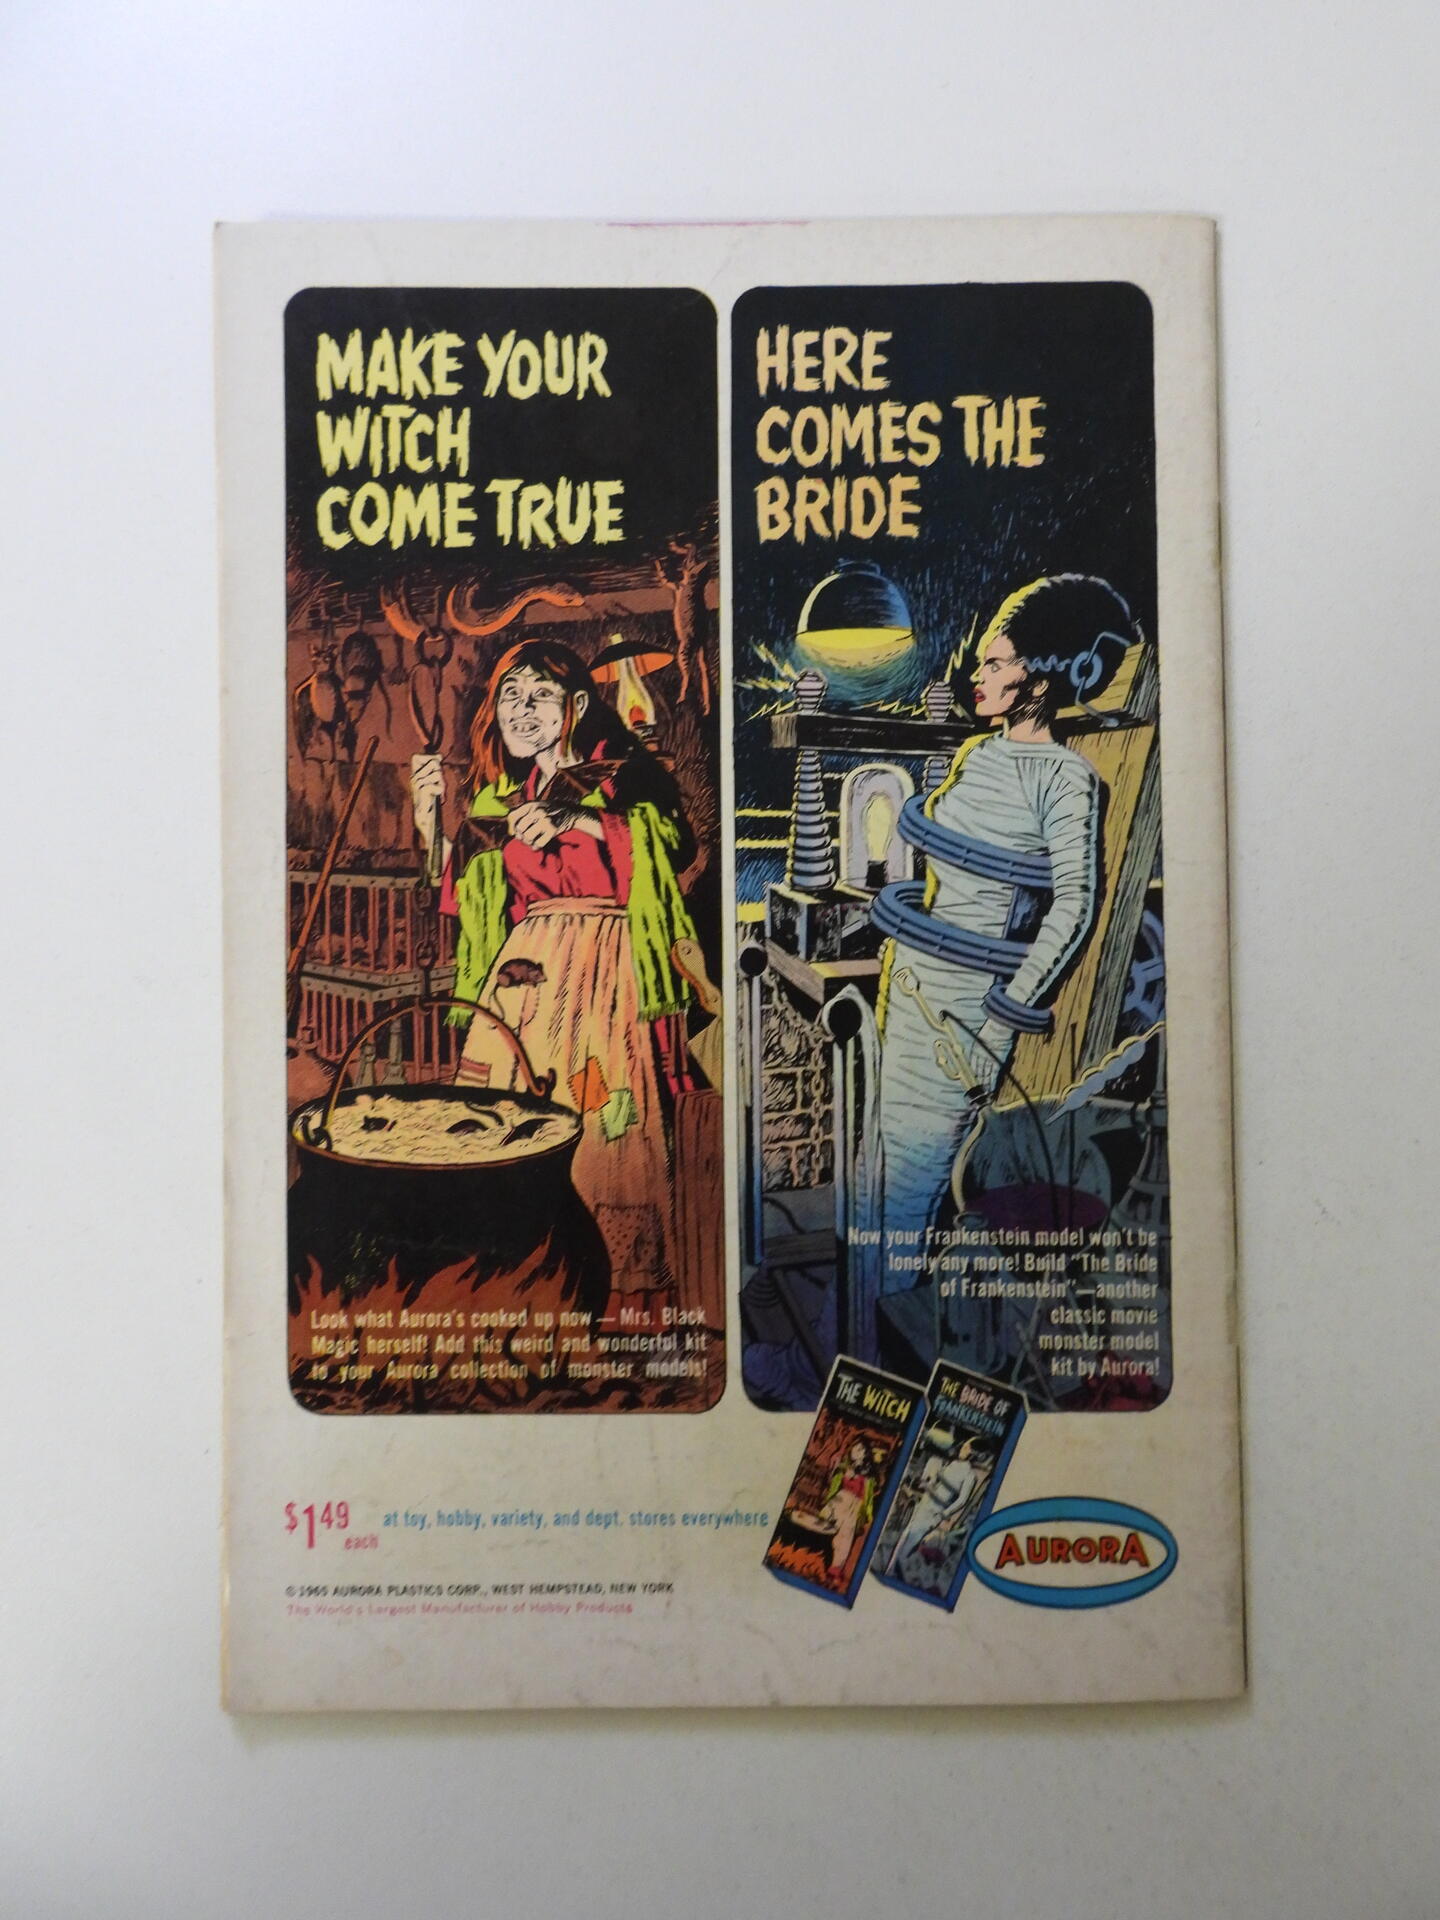 MAKE YOUR
WITCH
COME TRUE
HERE
COMES THE
BRIDE
Look what Aurora's cooked up now — Mrs. Black
Magic herself! Add this weird and wonderful kit
to your Aurora collection of monster models!
Now your Frankenstein model won't be
lonely any more! Build "The Bride
of Frankenstein"—another
classic movie
monster model
kit by Aurora!
THE WITCH
THE BRIDE OF
FRANKENSTEIN
$1.49 each
at toy, hobby, variety, and dept. stores everywhere
AURORA
© 1965 AURORA PLASTICS CORP., WEST HEMPSTEAD, NEW YORK
The World's Largest Manufacturer of Hobby Products